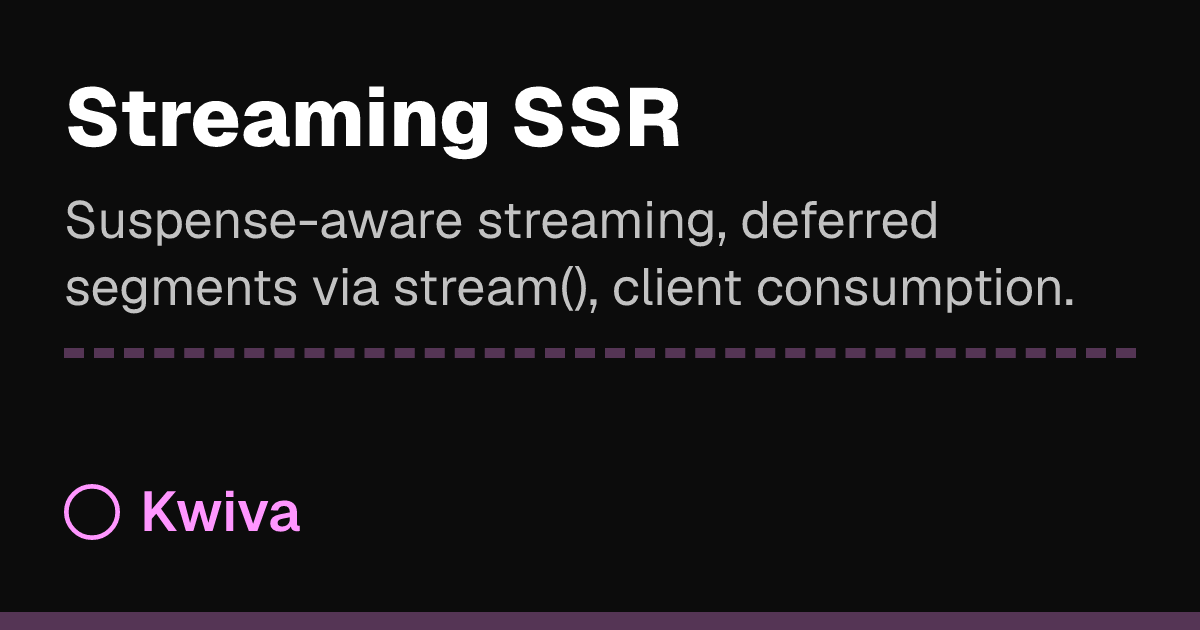 Streaming SSR
Suspense-aware streaming, deferred
segments via stream(), client consumption.
Kwiva